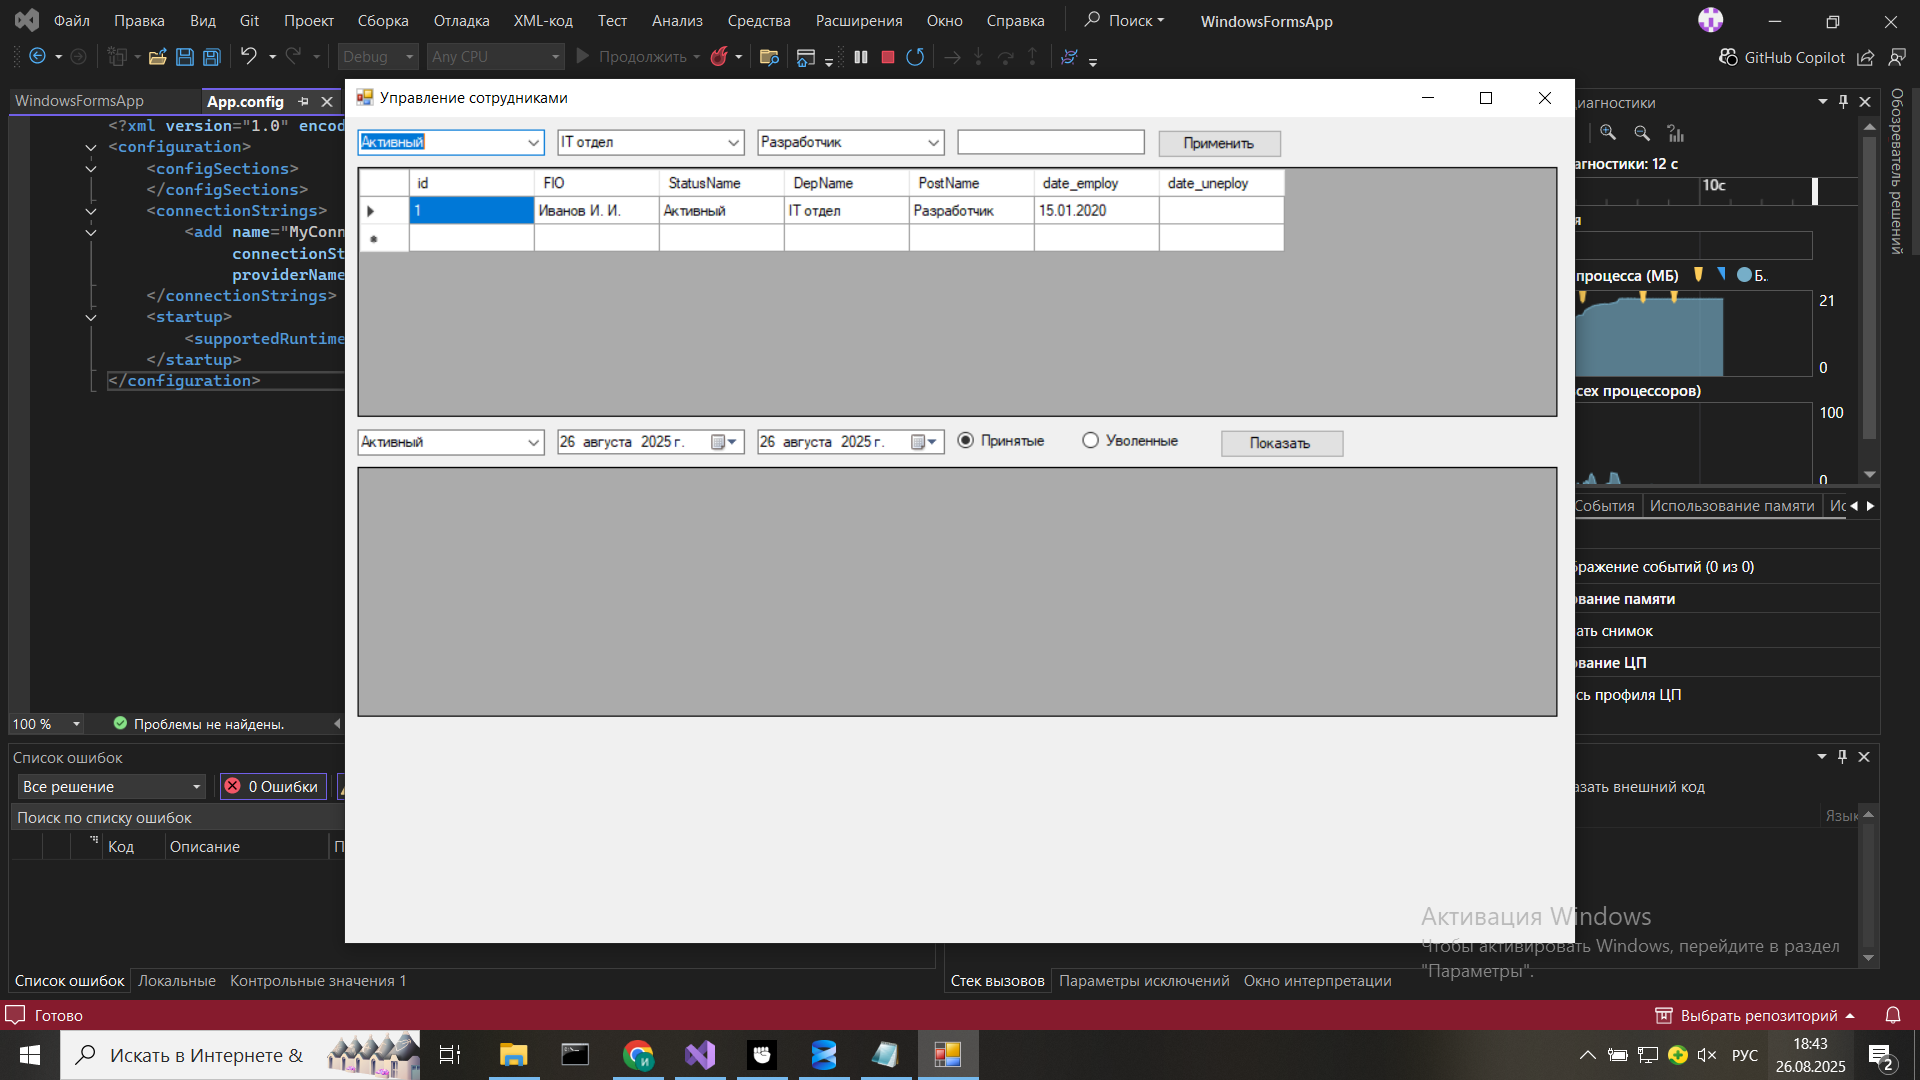 Файл Правка Вид Git Проект Сборка Отладка XML-код Тест Анализ Средства Расширения Окно Справка Поиск WindowsFormsApp
Debug Any CPU Продолжить GitHub Copilot
WindowsFormsApp App.config
<?xml version="1.0" encod
<configuration>
<configSections>
</configSections>
<connectionStrings>
<add name="MyConn
connectionSt
providerName
</connectionStrings>
<startup>
<supportedRuntime
</startup>
</configuration>
100 % Проблемы не найдены.
Список ошибок
Все решение 0 Ошибки
Поиск по списку ошибок
Код Описание П
Список ошибок Локальные Контрольные значения 1
Управление сотрудниками
Активный IT отдел Разработчик Применить
id FIO StatusName DepName PostName date_employ date_uneploy
1 Иванов И. И. Активный IT отдел Разработчик 15.01.2020
Активный 26 августа 2025 г. 26 августа 2025 г. Принятые Уволенные Показать
иагностики
агностики: 12 с
10с
я
процесса (МБ) Б..
21
0
сех процессоров)
100
0
События Использование памяти Ис
бражение событий (0 из 0)
ование памяти
ать снимок
ование ЦП
сь профиля ЦП
Обозреватель решений
азать внешний код
Язык
Стек вызовов Параметры исключений Окно интерпретации
Активация Windows
Чтобы активировать Windows, перейдите в раздел
"Параметры".
Готово Выбрать репозиторий
Искать в Интернете & РУС 18:43
26.08.2025
2